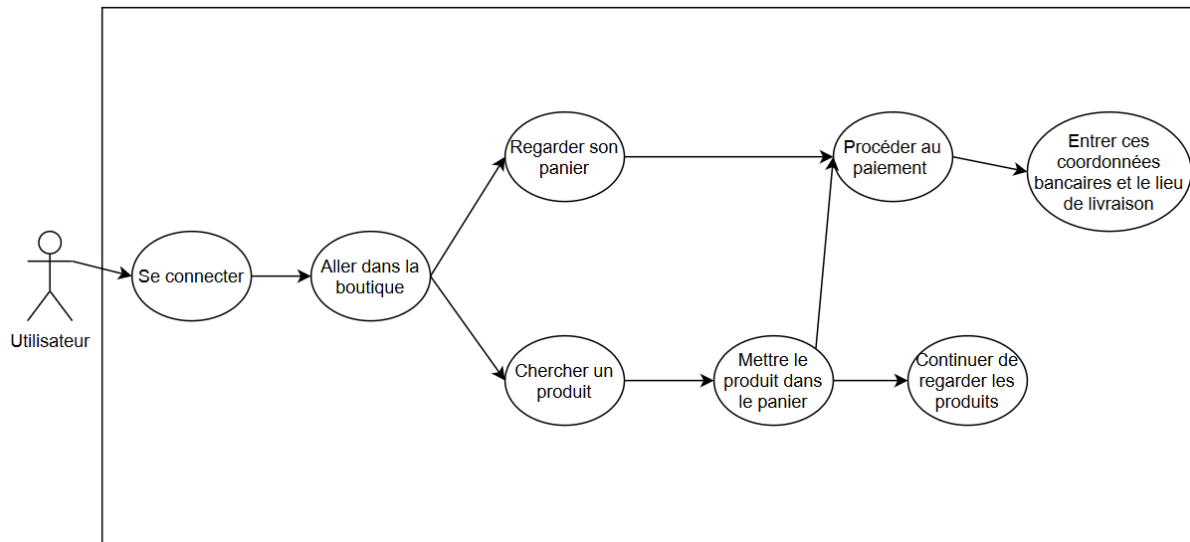 Utilisateur
Se connecter
Aller dans la
boutique
Regarder son
panier
Procéder au
paiement
Entrer ces
coordonnées
bancaires et le lieu
de livraison
Chercher un
produit
Mettre le
produit dans
le panier
Continuer de
regarder les
produits